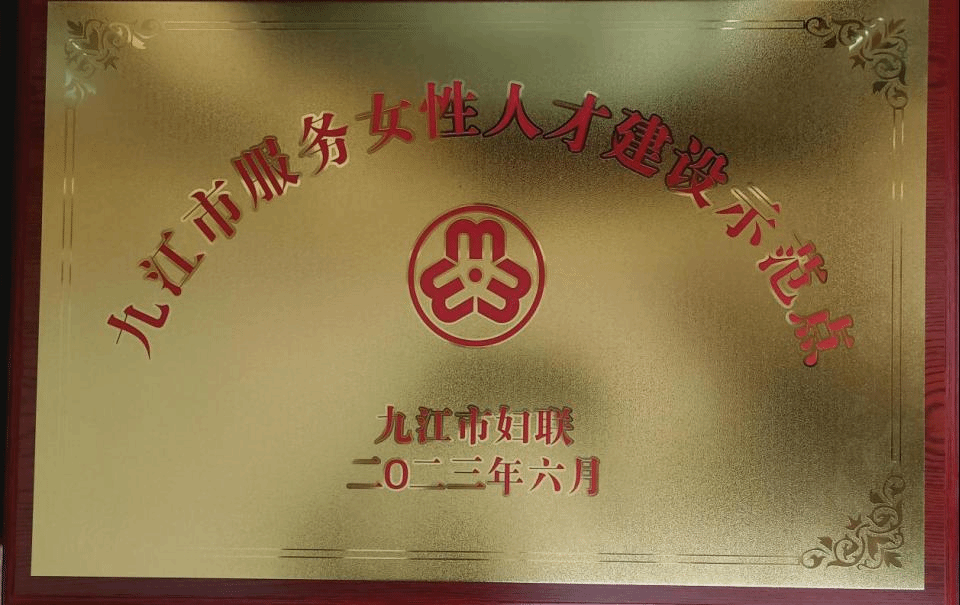 九江市服务女性人才建设示范点
九江市妇联
二0二三年六月